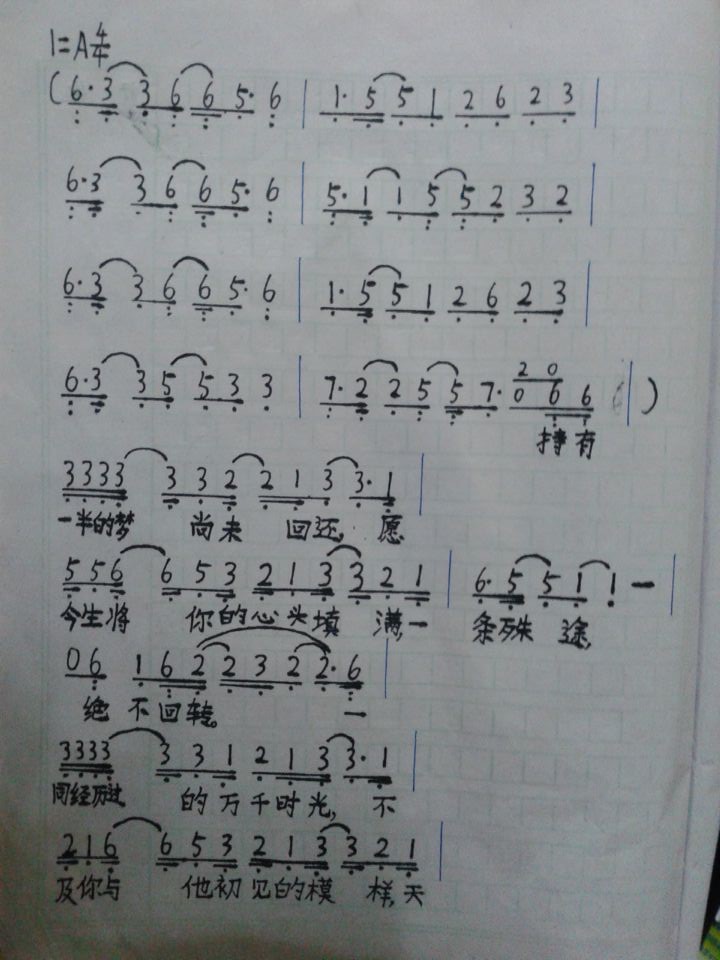 1=A 4/4
(6·3 3 6 6 5· 6 | 1·5 5 1 2 6 2 3 |
6·3 3 6 6 5· 6 | 5·1 1 5 5 2 3 2 |
6·3 3 6 6 5· 6 | 1·5 5 1 2 6 2 3 |
2 0
6·3 3 5 5 3 3 | 7·2 2 5 5 7· 0 6 6 | )
持有
3333 3 3 2 2 1 3 3·1 |
一半的梦 尚未 回还, 愿
5 5 6 6 5 3 2 1 3 3 2 1 | 6·5 5 1 1 — |
今生将 你的心头填 满,一 条殊 途,
0 6 1 6 2 2 3 2 2·6 |
绝 不回转。 一
3333 3 3 1 2 1 3 3·1 |
同经历过 的万千时光, 不
2 1 6 6 5 3 2 1 3 3 2 1 |
及你与 他初见的模 样,天